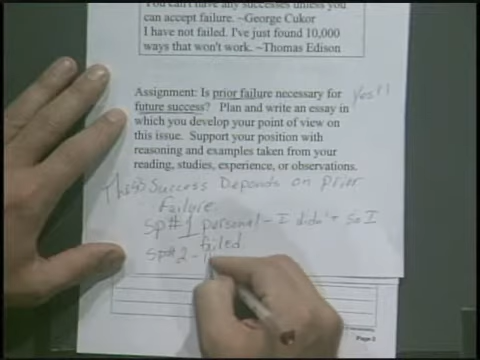 You can't have any successes unless you
can accept failure. ~George Cukor
I have not failed. I've just found 10,000
ways that won't work. ~Thomas Edison
Assignment: Is prior failure necessary for
future success? Plan and write an essay in
which you develop your point of view on
this issue. Support your position with
reasoning and examples taken from your
reading, studies, experience, or observations.
Yes!!
Success Depends on Prior
Failure
Sp#1 personal - I didn't so I
failed
Sp#2 -
Page 2